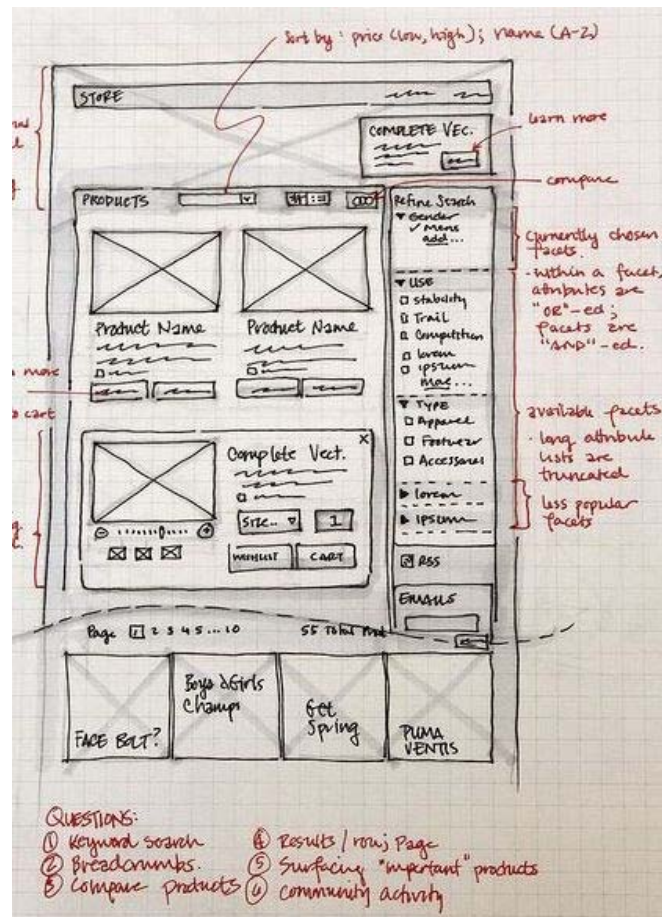 Sort by: price (low, high); name (A-Z)
STORE
COMPLETE VEC.
learn more
compare
PRODUCTS
Refine Search
Gender
✓ Mens
add...
Currently chosen
facets.
- within a facet,
attributes are
"OR"-ed;
facets are
"AND"-ed.
USE
Stability
Trail
Competition
lorem
ipsum
more...
Product Name
Product Name
more
cart
TYPE
Apparel
Footwear
Accessories
available facets
- long attribute
lists are
truncated
Complete Vect.
X
SIZE..
1
WISHLIST
CART
lorem
ipsum
less popular
facets
RSS
EMAILS
Page 1 2 3 4 5 ... 10
55 Total
FACE BOLT?
Boys & Girls
Champs
Get
Spring
PUMA
VENTIS
QUESTIONS:
① Keyword search
② Breadcrumbs.
③ Compare Products
④ Results / row; Page
⑤ Surfacing "important" products
⑥ community activity